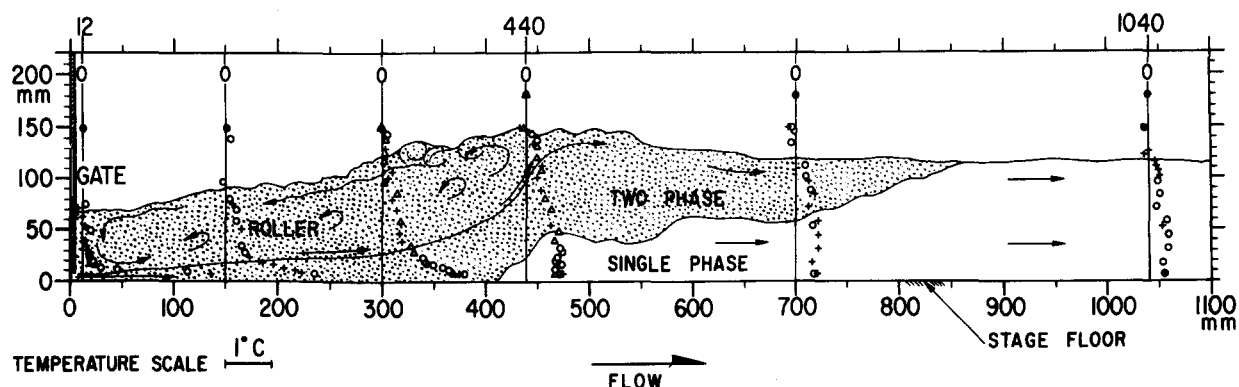 12 440 1040
0 0 0 0 0 0
200
mm
150
GATE
100
TWO PHASE
ROLLER
50
SINGLE PHASE
0
0 100 200 300 400 500 600 700 800 900 1000 1100
mm
STAGE FLOOR
1°C
TEMPERATURE SCALE
FLOW